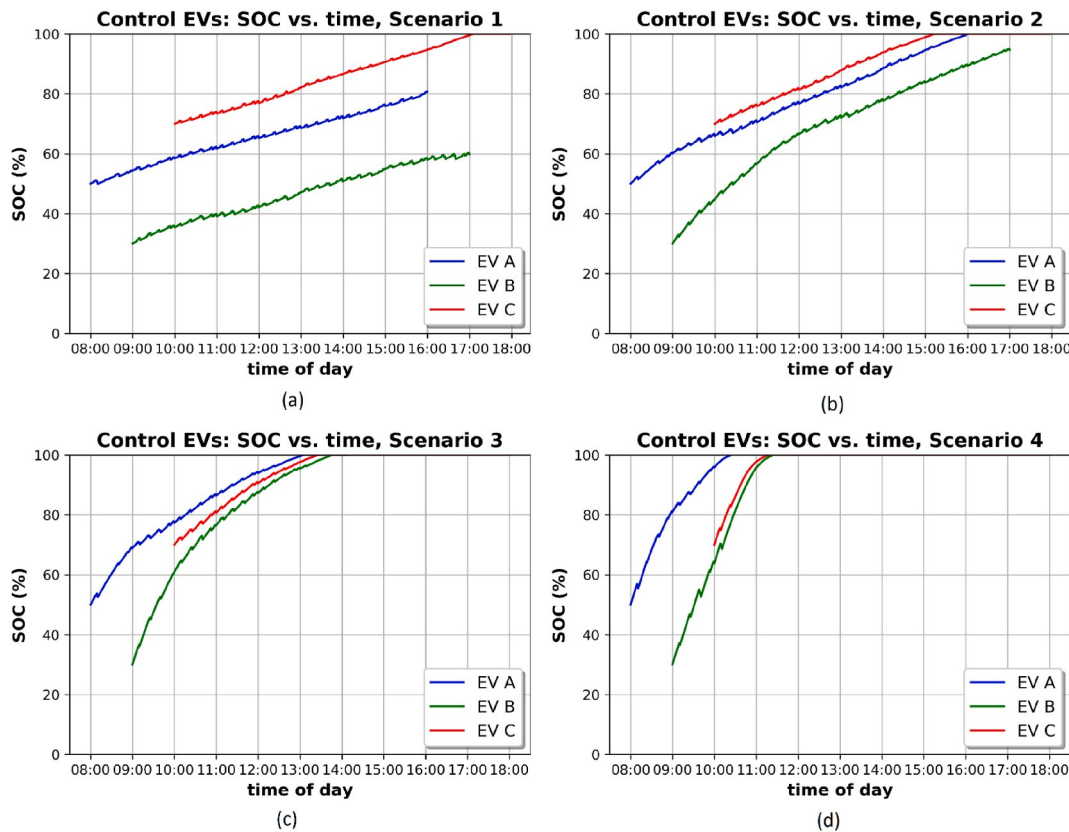 Control EVs: SOC vs. time, Scenario 1
SOC (%)
100
80
60
40
20
0
EV A
EV B
EV C
08:00 09:00 10:00 11:00 12:00 13:00 14:00 15:00 16:00 17:00 18:00
time of day
(a)
Control EVs: SOC vs. time, Scenario 2
SOC (%)
100
80
60
40
20
0
EV A
EV B
EV C
08:00 09:00 10:00 11:00 12:00 13:00 14:00 15:00 16:00 17:00 18:00
time of day
(b)
Control EVs: SOC vs. time, Scenario 3
SOC (%)
100
80
60
40
20
0
EV A
EV B
EV C
08:00 09:00 10:00 11:00 12:00 13:00 14:00 15:00 16:00 17:00 18:00
time of day
(c)
Control EVs: SOC vs. time, Scenario 4
SOC (%)
100
80
60
40
20
0
EV A
EV B
EV C
08:00 09:00 10:00 11:00 12:00 13:00 14:00 15:00 16:00 17:00 18:00
time of day
(d)